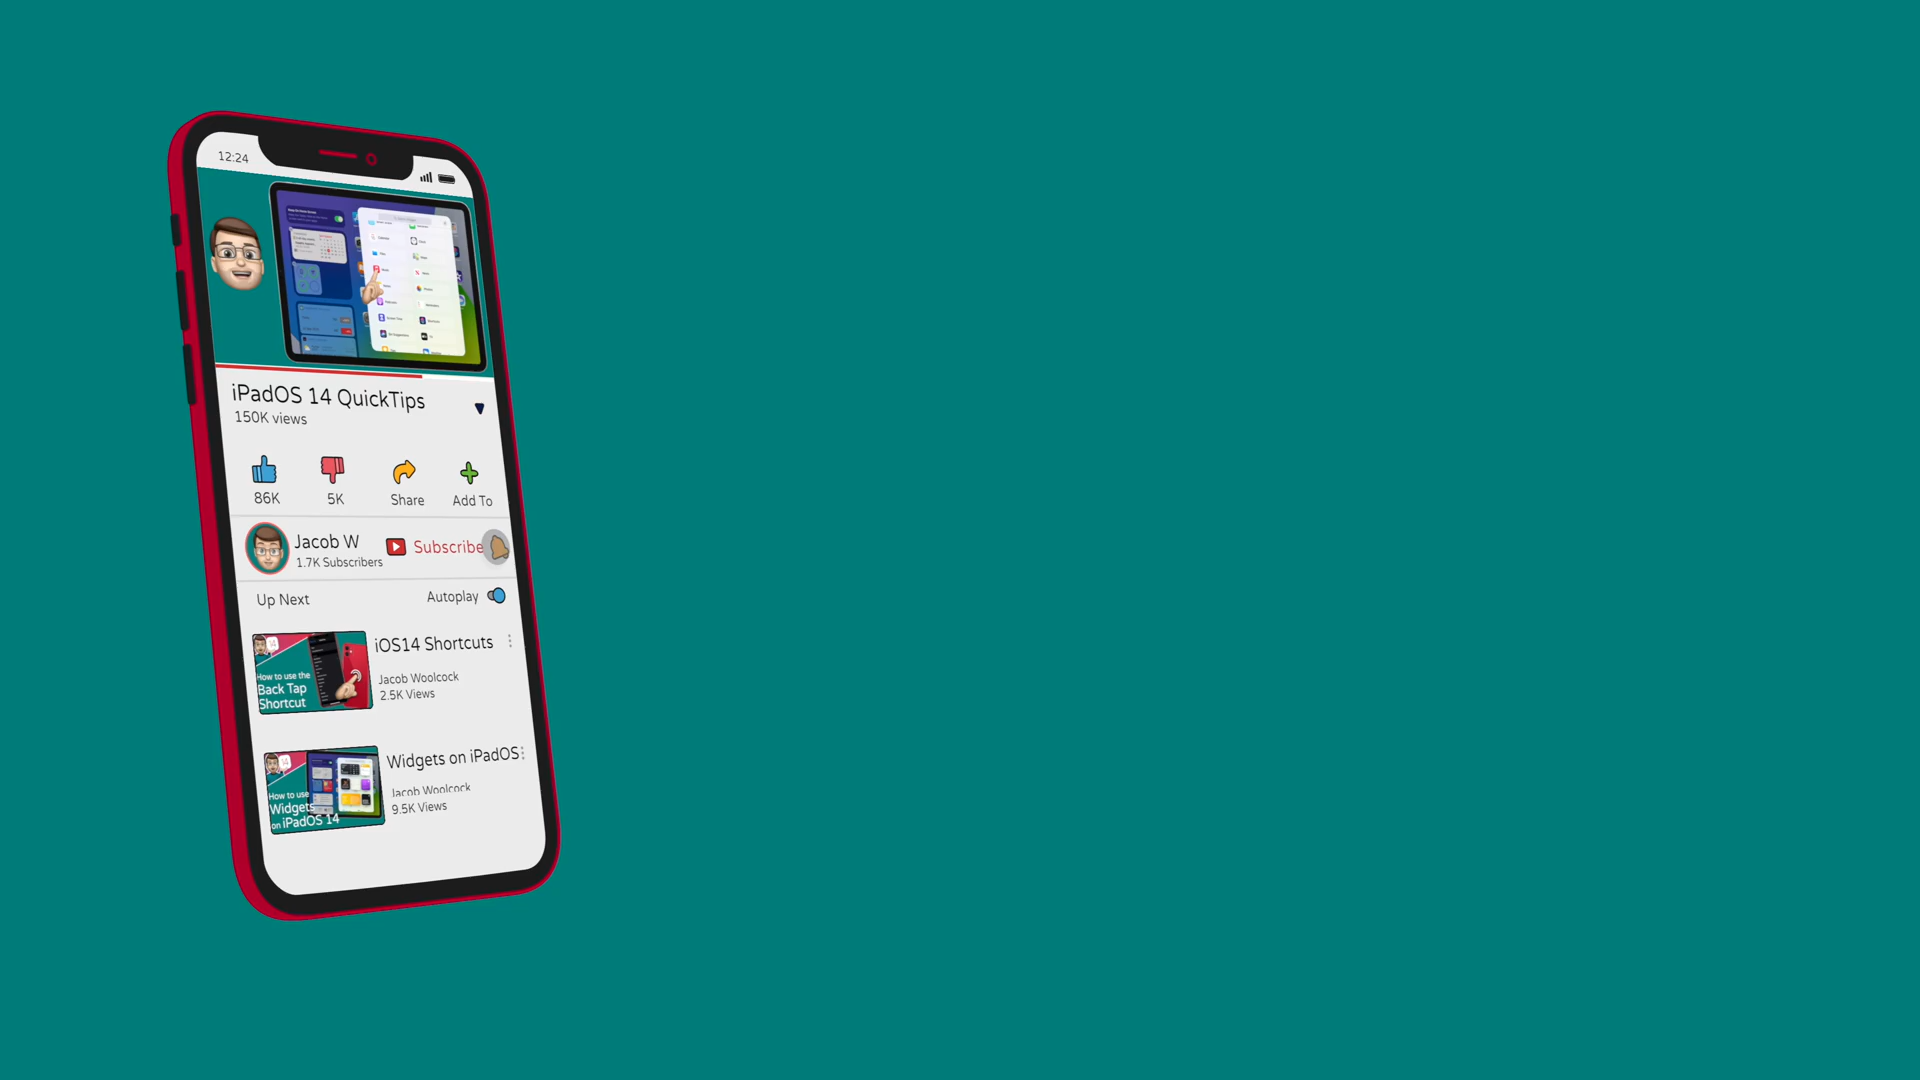 12:24
iPadOS 14 QuickTips
150K views
86K
5K
Share
Add To
Jacob W
1.7K Subscribers
Subscribe
Up Next
Autoplay
How to use the
Back Tap
Shortcut
iOS14 Shortcuts
Jacob Woolcock
2.5K Views
How to use
Widgets
on iPadOS 14
Widgets on iPadOS
Jacob Woolcock
9.5K Views